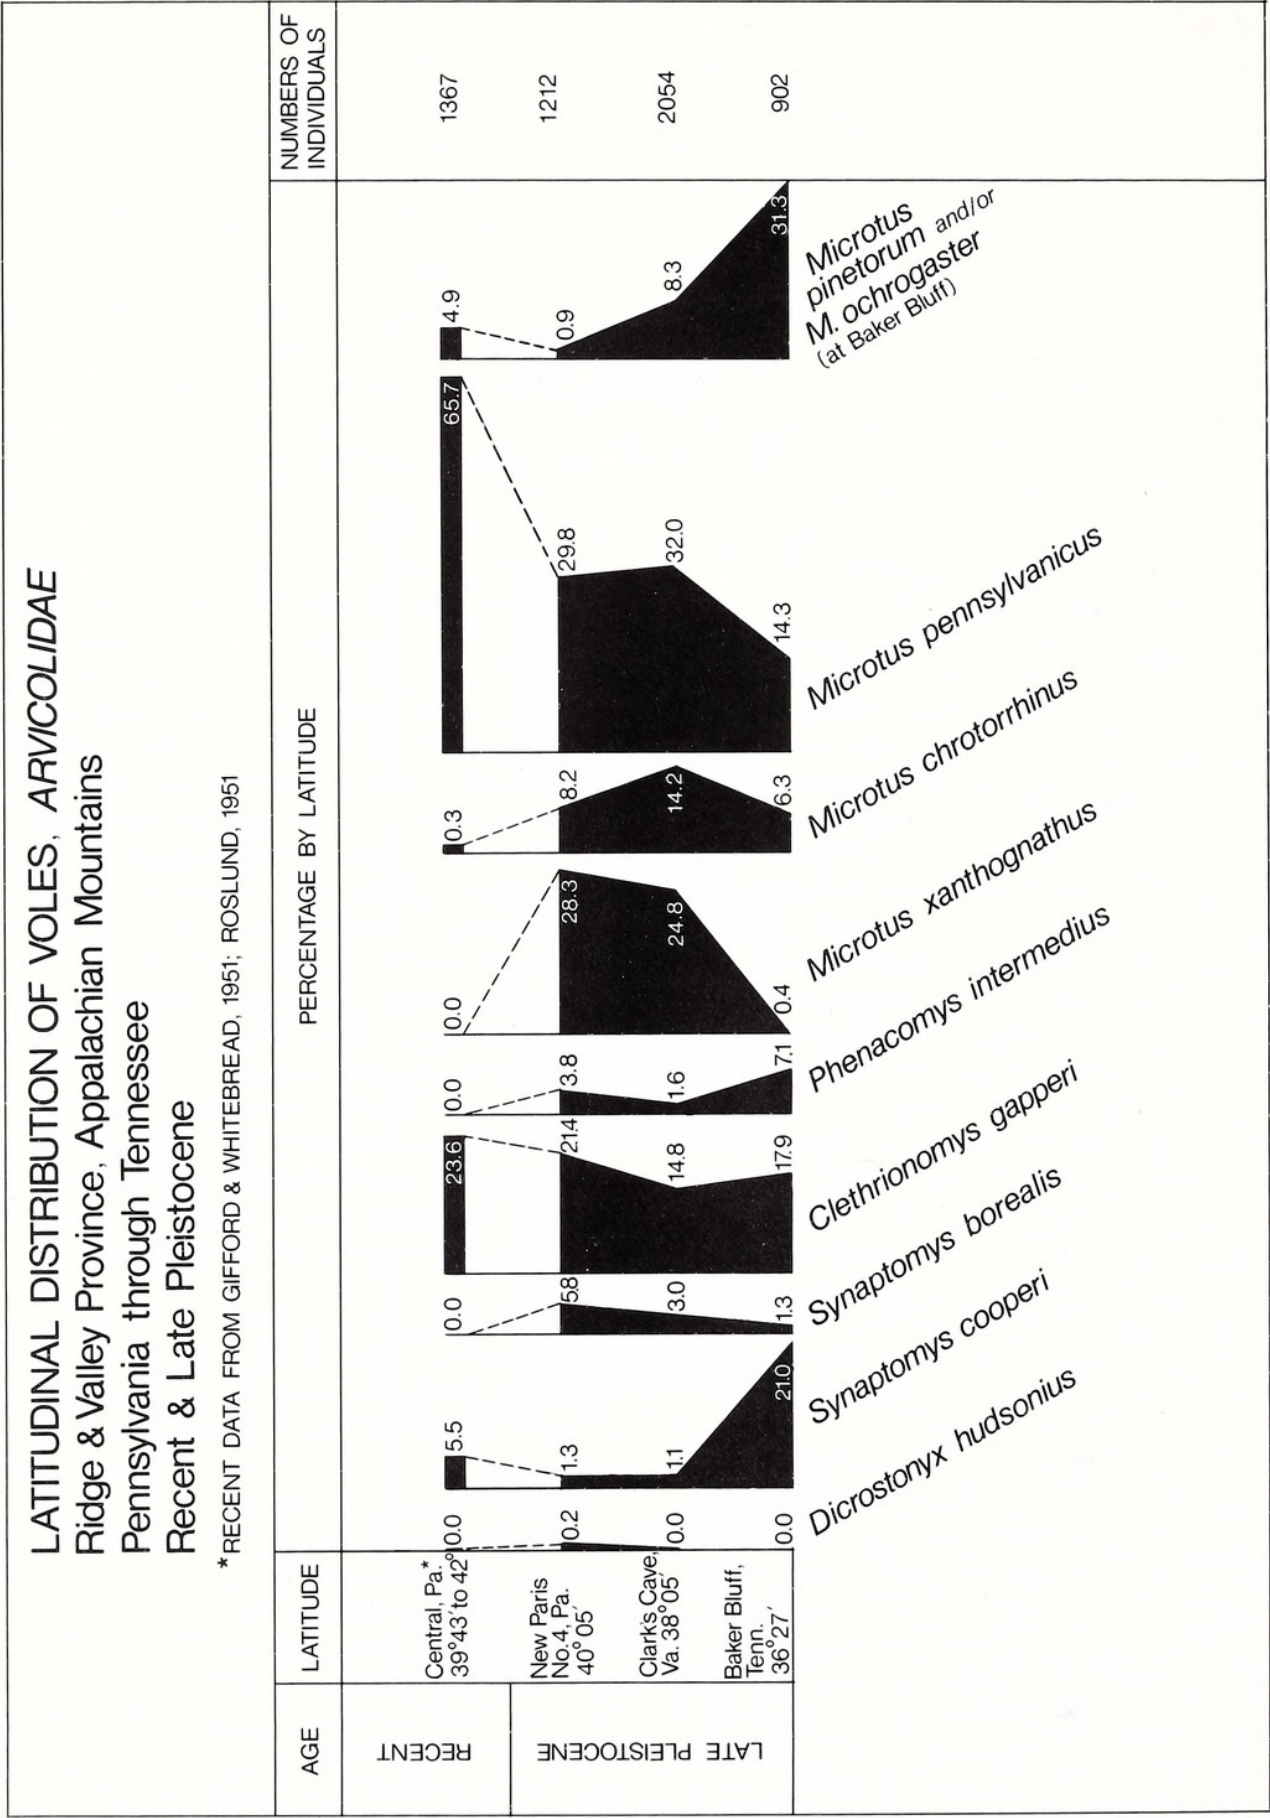 LATITUDINAL DISTRIBUTION OF VOLES, ARVICOLIDAE
Ridge & Valley Province, Appalachian Mountains
Pennsylvania through Tennessee
Recent & Late Pleistocene
*RECENT DATA FROM GIFFORD & WHITEBREAD, 1951; ROSLUND, 1951
AGE
LATITUDE
PERCENTAGE BY LATITUDE
NUMBERS OF
INDIVIDUALS
RECENT
Central, Pa.*
39°43′to 42°
0.0
5.5
0.0
23.6
0.0
0.0
0.3
65.7
4.9
1367
LATE PLEISTOCENE
New Paris
No.4, Pa.
40° 05′
0.2
1.3
5.8
21.4
3.8
28.3
8.2
29.8
0.9
1212
Clark's Cave,
Va. 38°05′
0.0
1.1
3.0
14.8
1.6
24.8
14.2
32.0
8.3
2054
Baker Bluff,
Tenn.
36°27′
0.0
21.0
1.3
17.9
7.1
0.4
6.3
14.3
31.3
902
Dicrostonyx hudsonius
Synaptomys cooperi
Synaptomys borealis
Clethrionomys gapperi
Phenacomys intermedius
Microtus xanthognathus
Microtus chrotorrhinus
Microtus pennsylvanicus
Microtus
pinetorum and/or
M. ochrogaster
(at Baker Bluff)